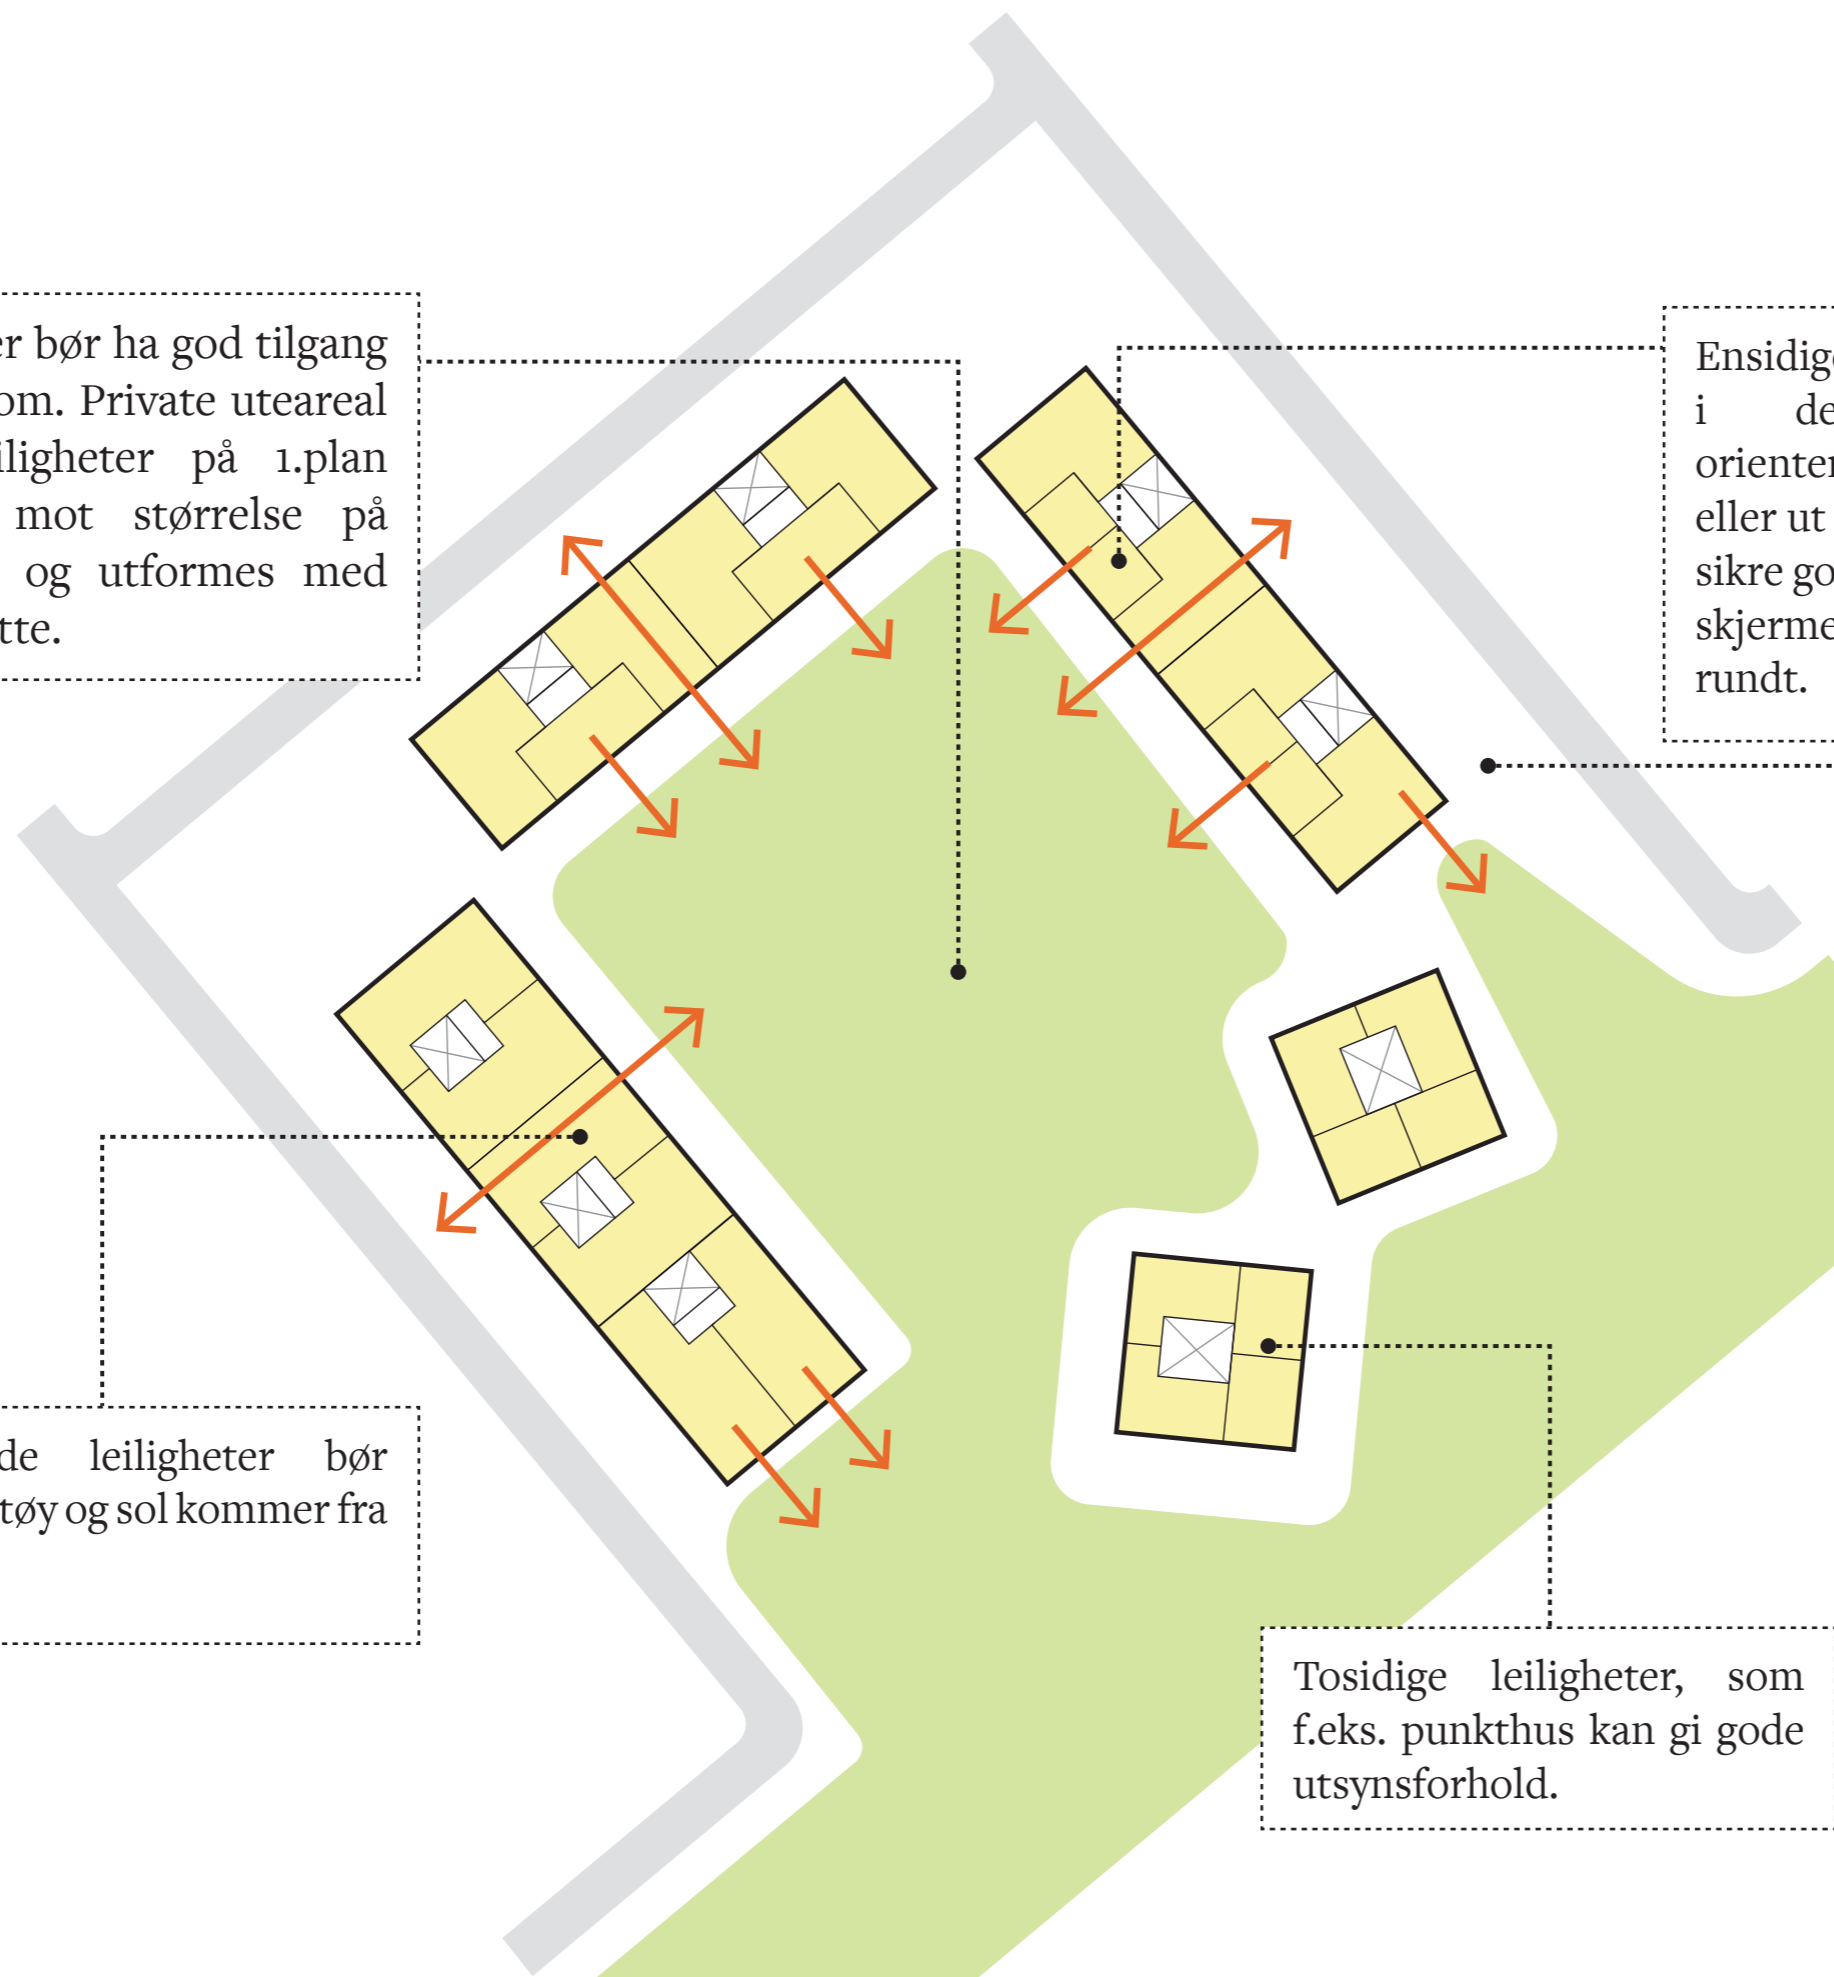 er bør ha god tilgang
om. Private uteareal
iligheter på 1.plan
mot størrelse på
og utformes med
tte.
Ensidige
i de
orienter
eller ut
sikre go
skjerme
rundt.
de leiligheter bør
tøy og sol kommer fra
Tosidige leiligheter, som
f.eks. punkthus kan gi gode
utsynsforhold.